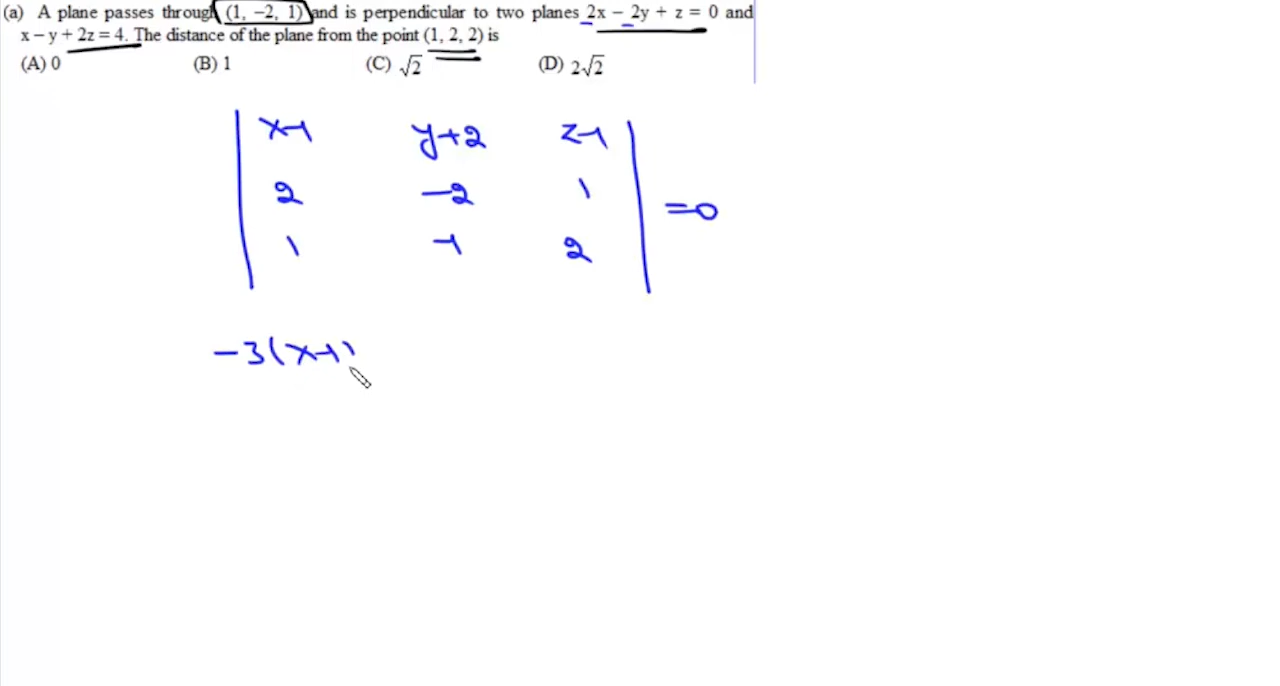 (a) A plane passes through (1, −2, 1) and is perpendicular to two planes 2x − 2y + z = 0 and
x − y + 2z = 4. The distance of the plane from the point (1, 2, 2) is
(A) 0 (B) 1 (C) √2 (D) 2√2
| x-1 y+2 z-1 |
| 2 -2 1 | =0
| 1 -1 2 |
-3(x-1)